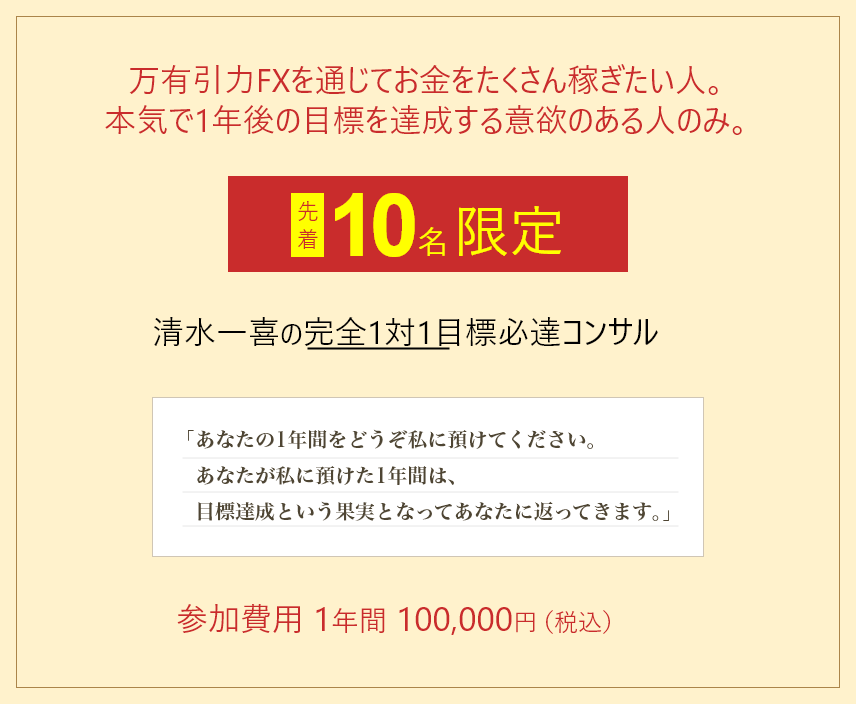 万有引力FXを通じてお金をたくさん稼ぎたい人。
本気で1年後の目標を達成する意欲のある人のみ。
先着10名限定
清水一喜の完全1対1目標必達コンサル
「あなたの1年間をどうぞ私に預けてください。
あなたが私に預けた1年間は、
目標達成という果実となってあなたに返ってきます。」
参加費用 1年間 100,000円（税込）